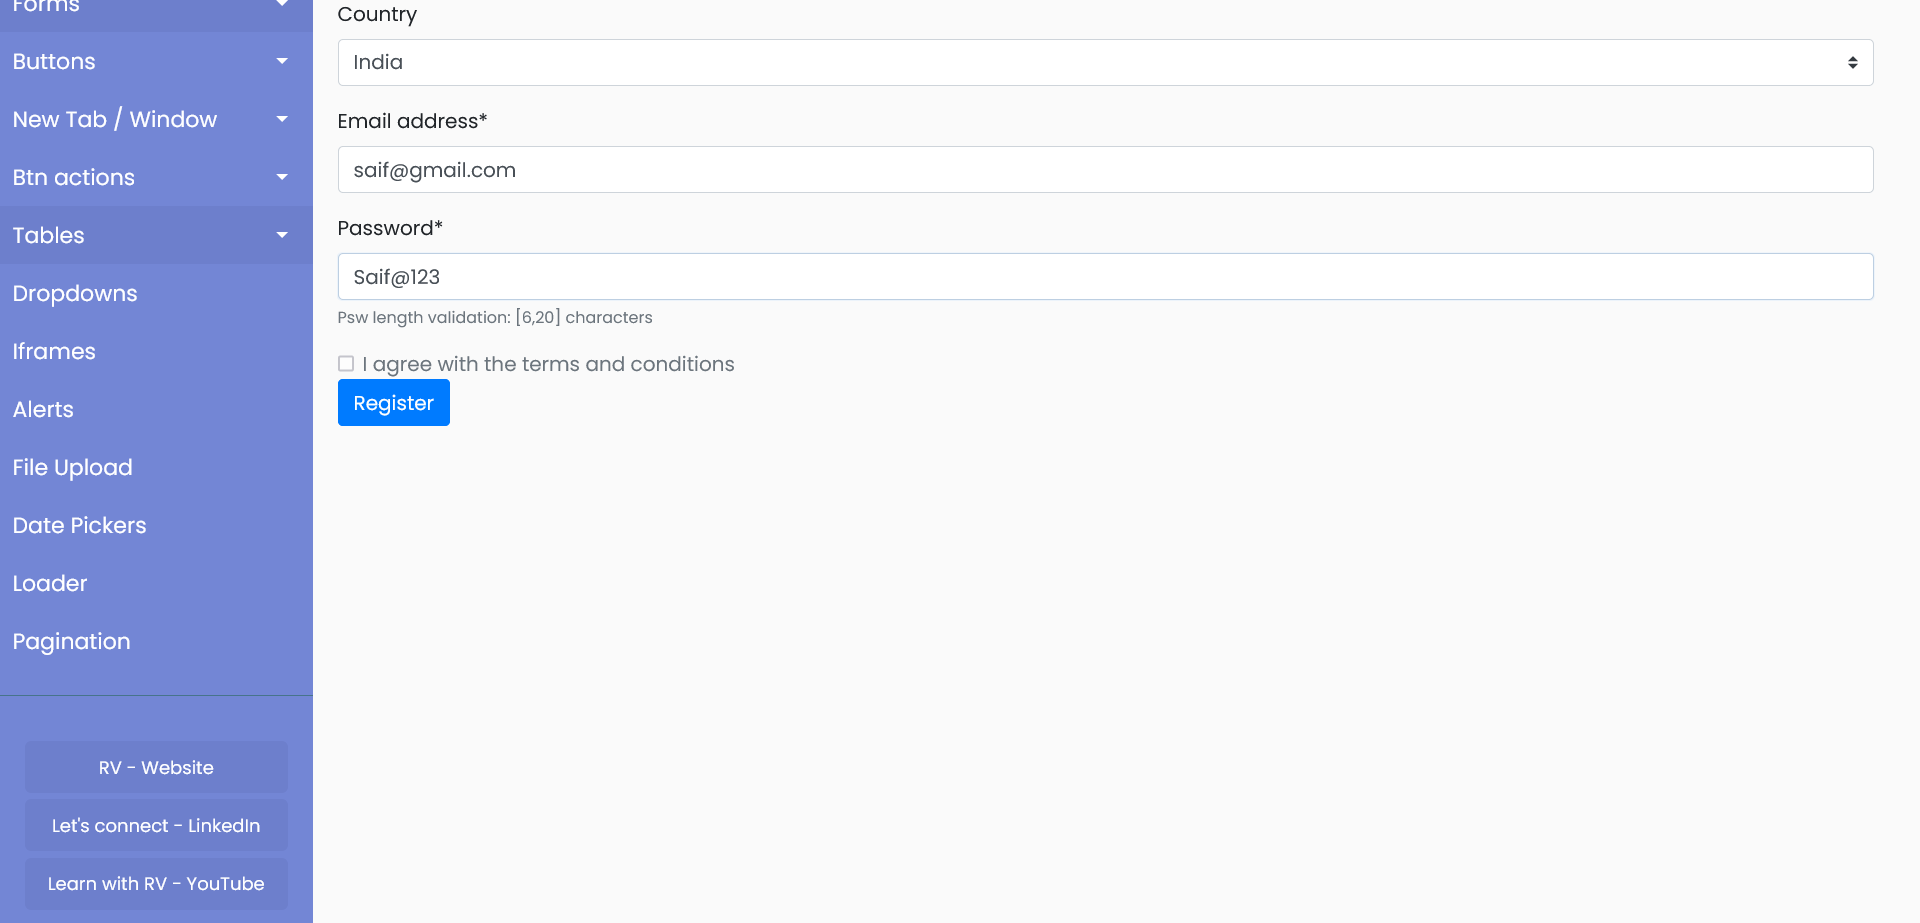 Forms
Buttons
New Tab / Window
Btn actions
Tables
Dropdowns
Iframes
Alerts
File Upload
Date Pickers
Loader
Pagination
RV - Website
Let's connect - LinkedIn
Learn with RV - YouTube
Country
India
Email address*
saif@gmail.com
Password*
Saif@123
Psw length validation: [6,20] characters
I agree with the terms and conditions
Register